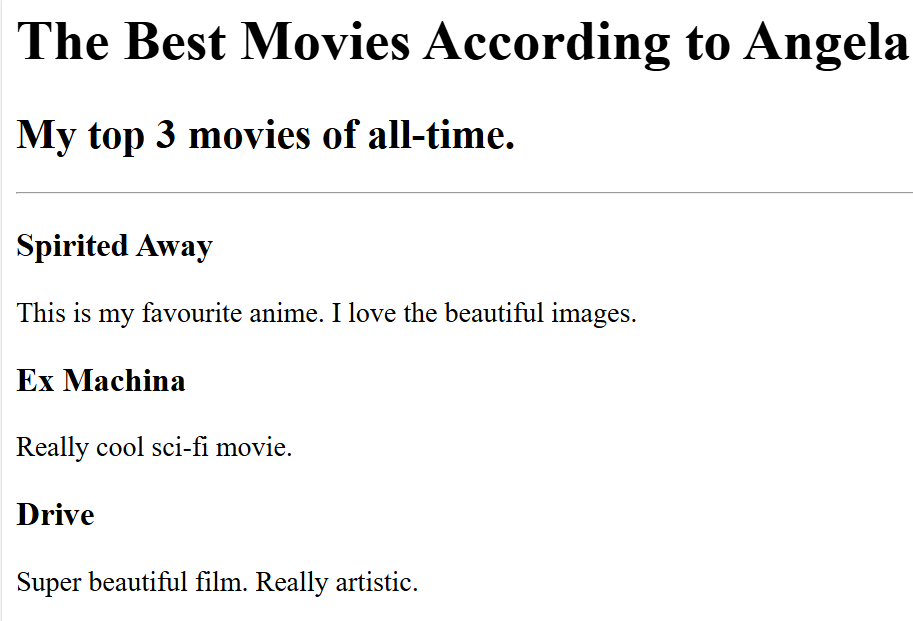 The Best Movies According to Angela
My top 3 movies of all-time.
Spirited Away
This is my favourite anime. I love the beautiful images.
Ex Machina
Really cool sci-fi movie.
Drive
Super beautiful film. Really artistic.